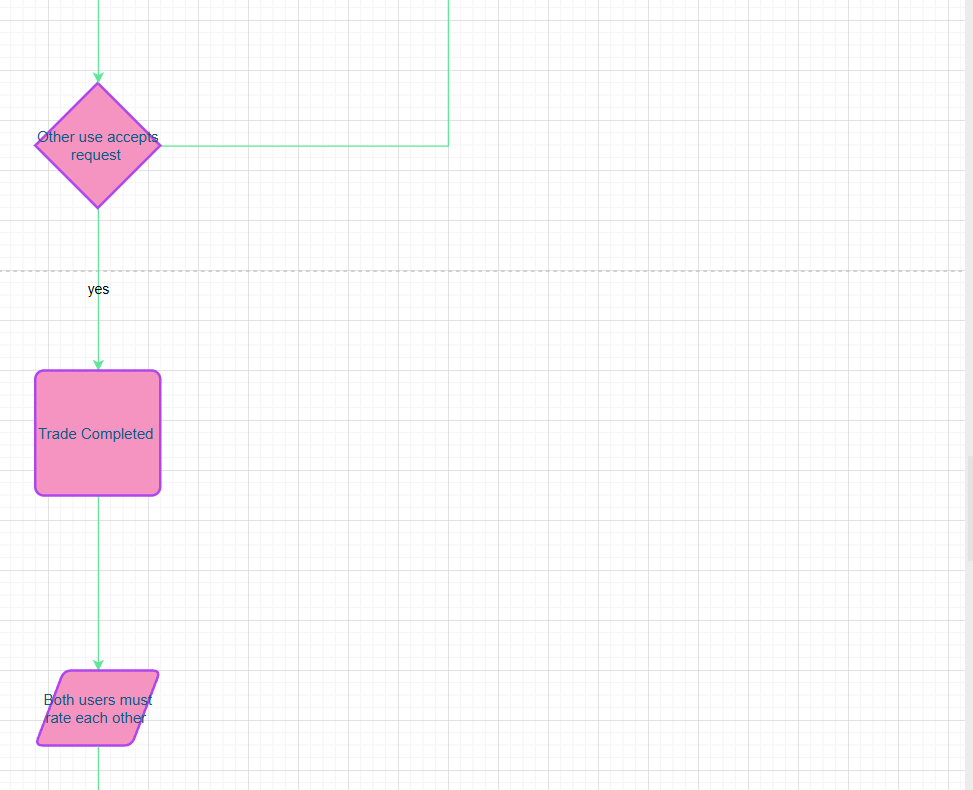 Other use accepts
request
yes
Trade Completed
Both users must
rate each other